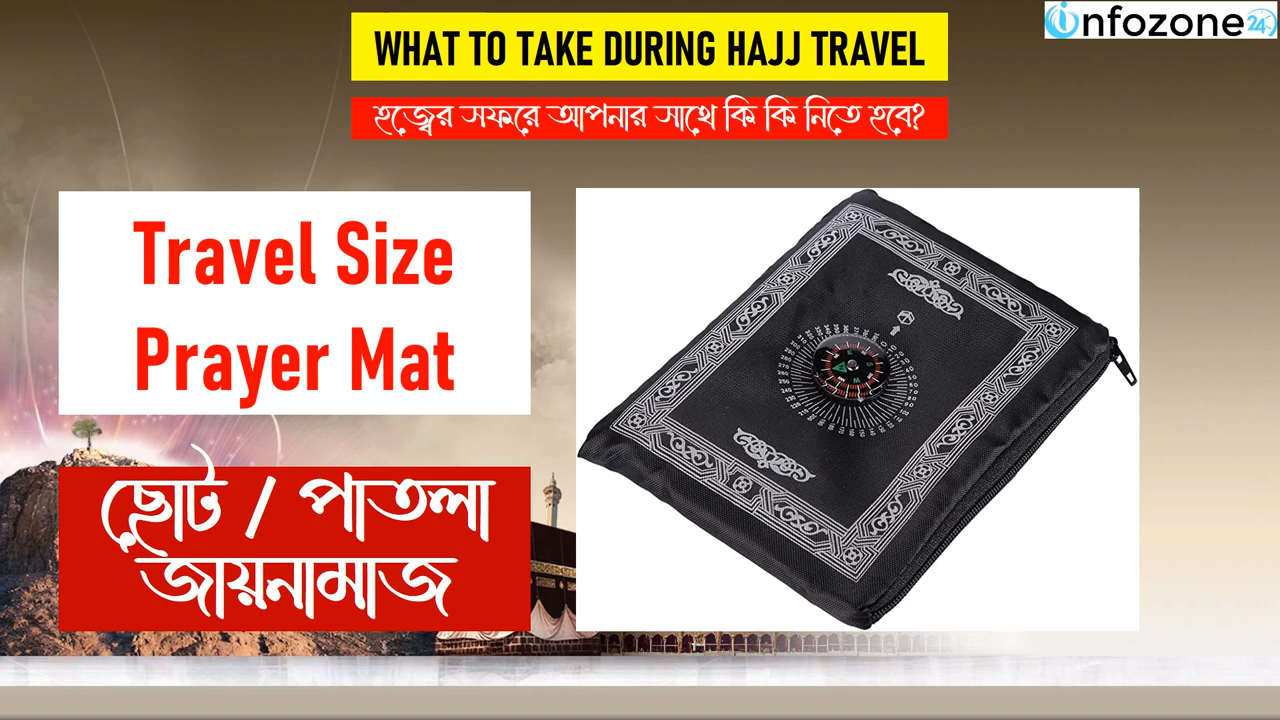 infozone24
WHAT TO TAKE DURING HAJJ TRAVEL
হজ্বের সফরে আপনার সাথে কি কি নিতে হবে?
Travel Size
Prayer Mat
ছোট / পাতলা
জায়নামাজ